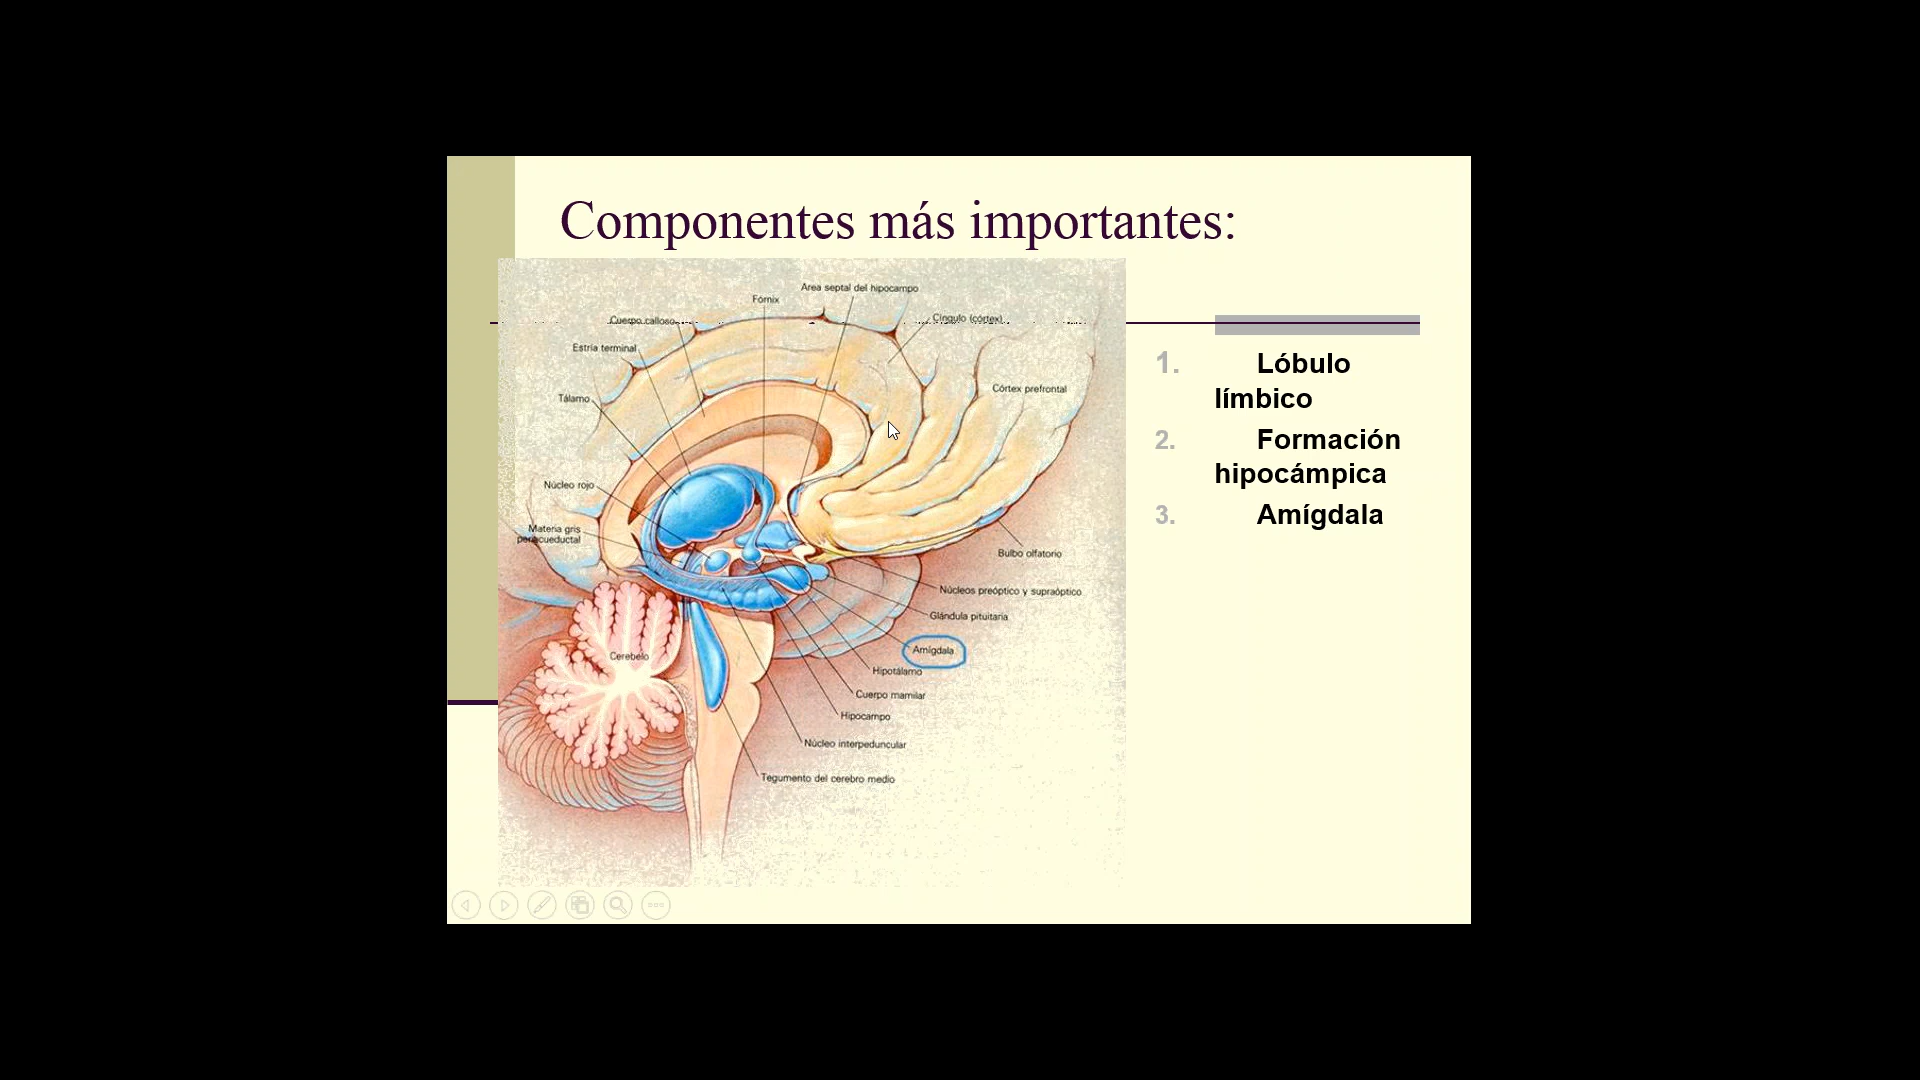 Componentes más importantes:
Area septal del hipocampo
Fórnix
Cuerpo calloso
Cíngulo (córtex)
Estría terminal
Córtex prefrontal
Tálamo
Núcleo rojo
Materia gris
periacueductal
Bulbo olfatorio
Núcleos preóptico y supraóptico
Glándula pituitaria
Amígdala
Cerebelo
Hipotálamo
Cuerpo mamilar
Hipocampo
Núcleo interpeduncular
Tegumento del cerebro medio
1. Lóbulo
límbico
2. Formación
hipocámpica
3. Amígdala